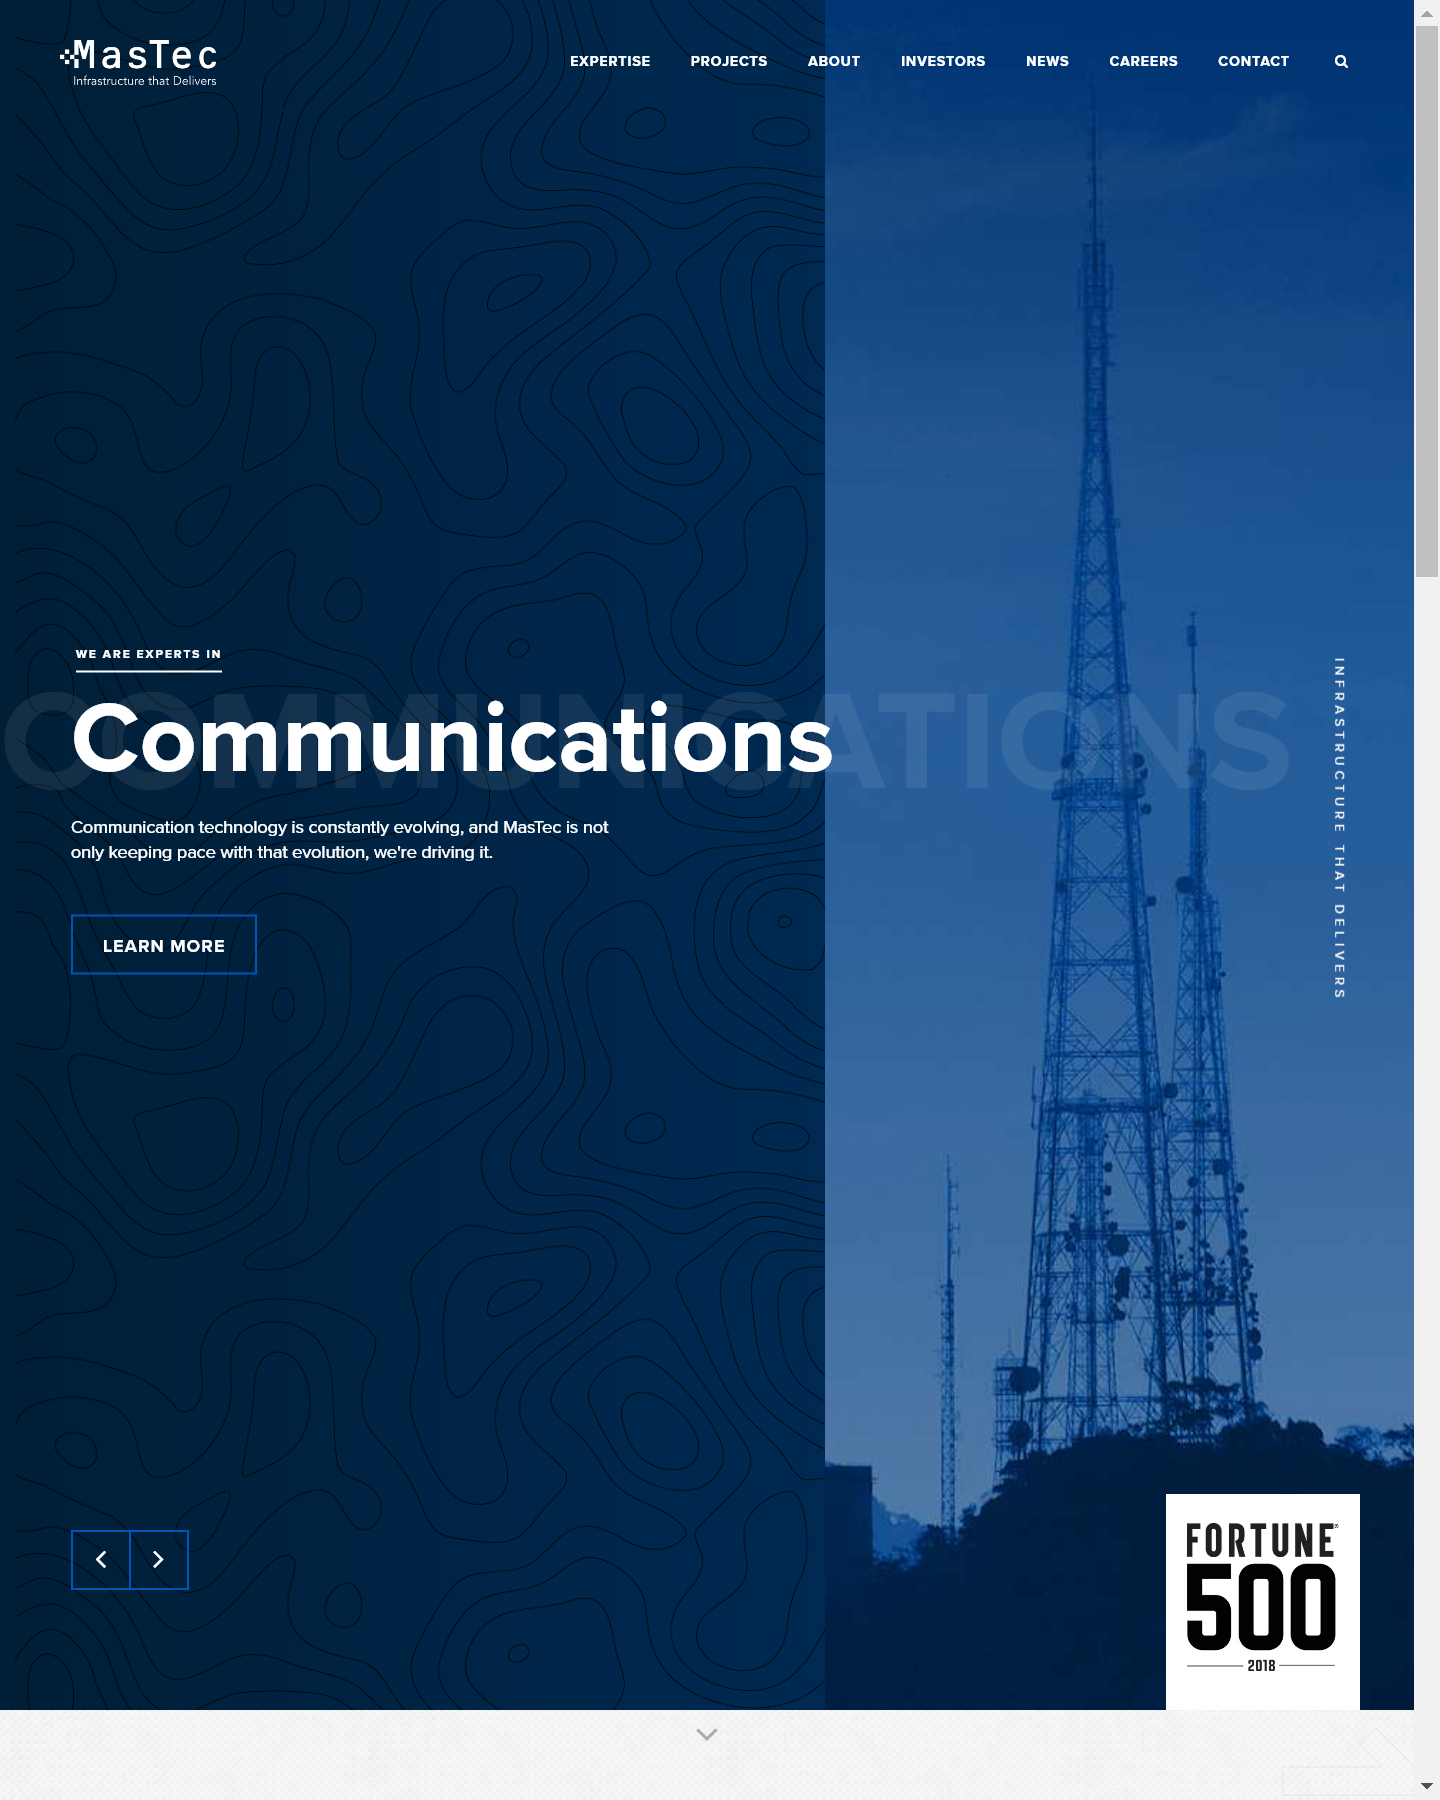 MasTec
Infrastructure that Delivers
EXPERTISE PROJECTS ABOUT INVESTORS NEWS CAREERS CONTACT
WE ARE EXPERTS IN
COMMUNICATIONS
Communications
Communication technology is constantly evolving, and MasTec is not
only keeping pace with that evolution, we're driving it.
LEARN MORE
INFRASTRUCTURE THAT DELIVERS
FORTUNE®
500
2018